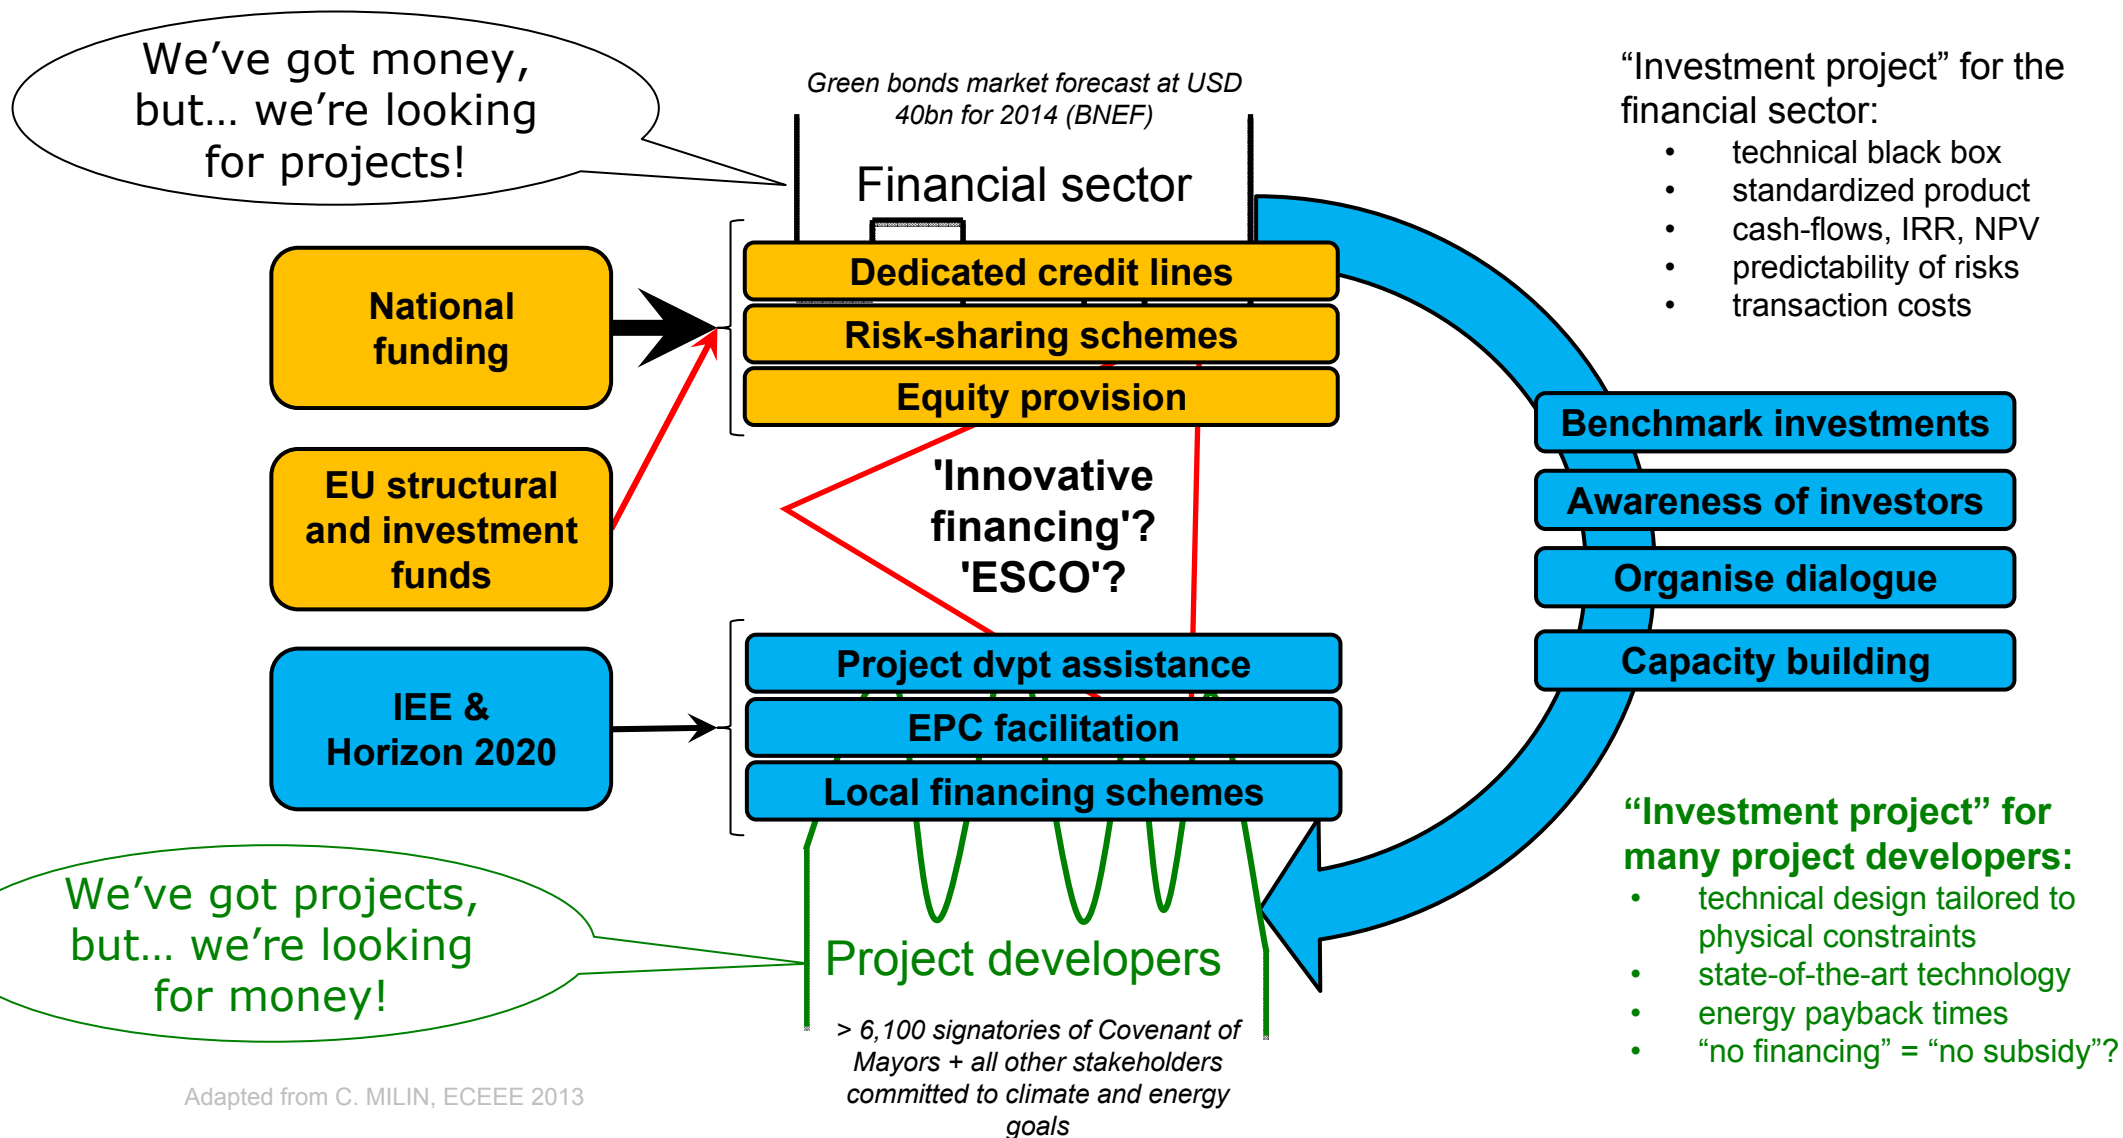 We’ve got money,
but… we’re looking
for projects!
Green bonds market forecast at USD
40bn for 2014 (BNEF)
Financial sector
“Investment project” for the
financial sector:
• technical black box
• standardized product
• cash-flows, IRR, NPV
• predictability of risks
• transaction costs
National
funding
EU structural
and investment
funds
Dedicated credit lines
Risk-sharing schemes
Equity provision
'Innovative
financing'?
'ESCO'?
Benchmark investments
Awareness of investors
Organise dialogue
Capacity building
IEE &
Horizon 2020
Project dvpt assistance
EPC facilitation
Local financing schemes
We’ve got projects,
but… we’re looking
for money!
Project developers
> 6,100 signatories of Covenant of
Mayors + all other stakeholders
committed to climate and energy
goals
“Investment project” for
many project developers:
• technical design tailored to
physical constraints
• state-of-the-art technology
• energy payback times
• “no financing” = “no subsidy”?
Adapted from C. MILIN, ECEEE 2013